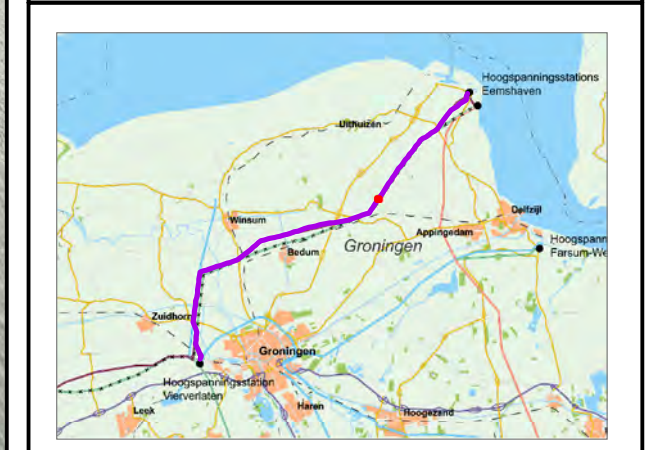 Hoogspanningsstations
Eemshaven
Uithuizen
Delfzijl
Winsum
Appingedam
Groningen
Hoogspann
Farsum-We
Bedum
Zuidhorn
Groningen
Hoogspanningsstation
Vierverlaten
Leek
Haren
Hoogezand